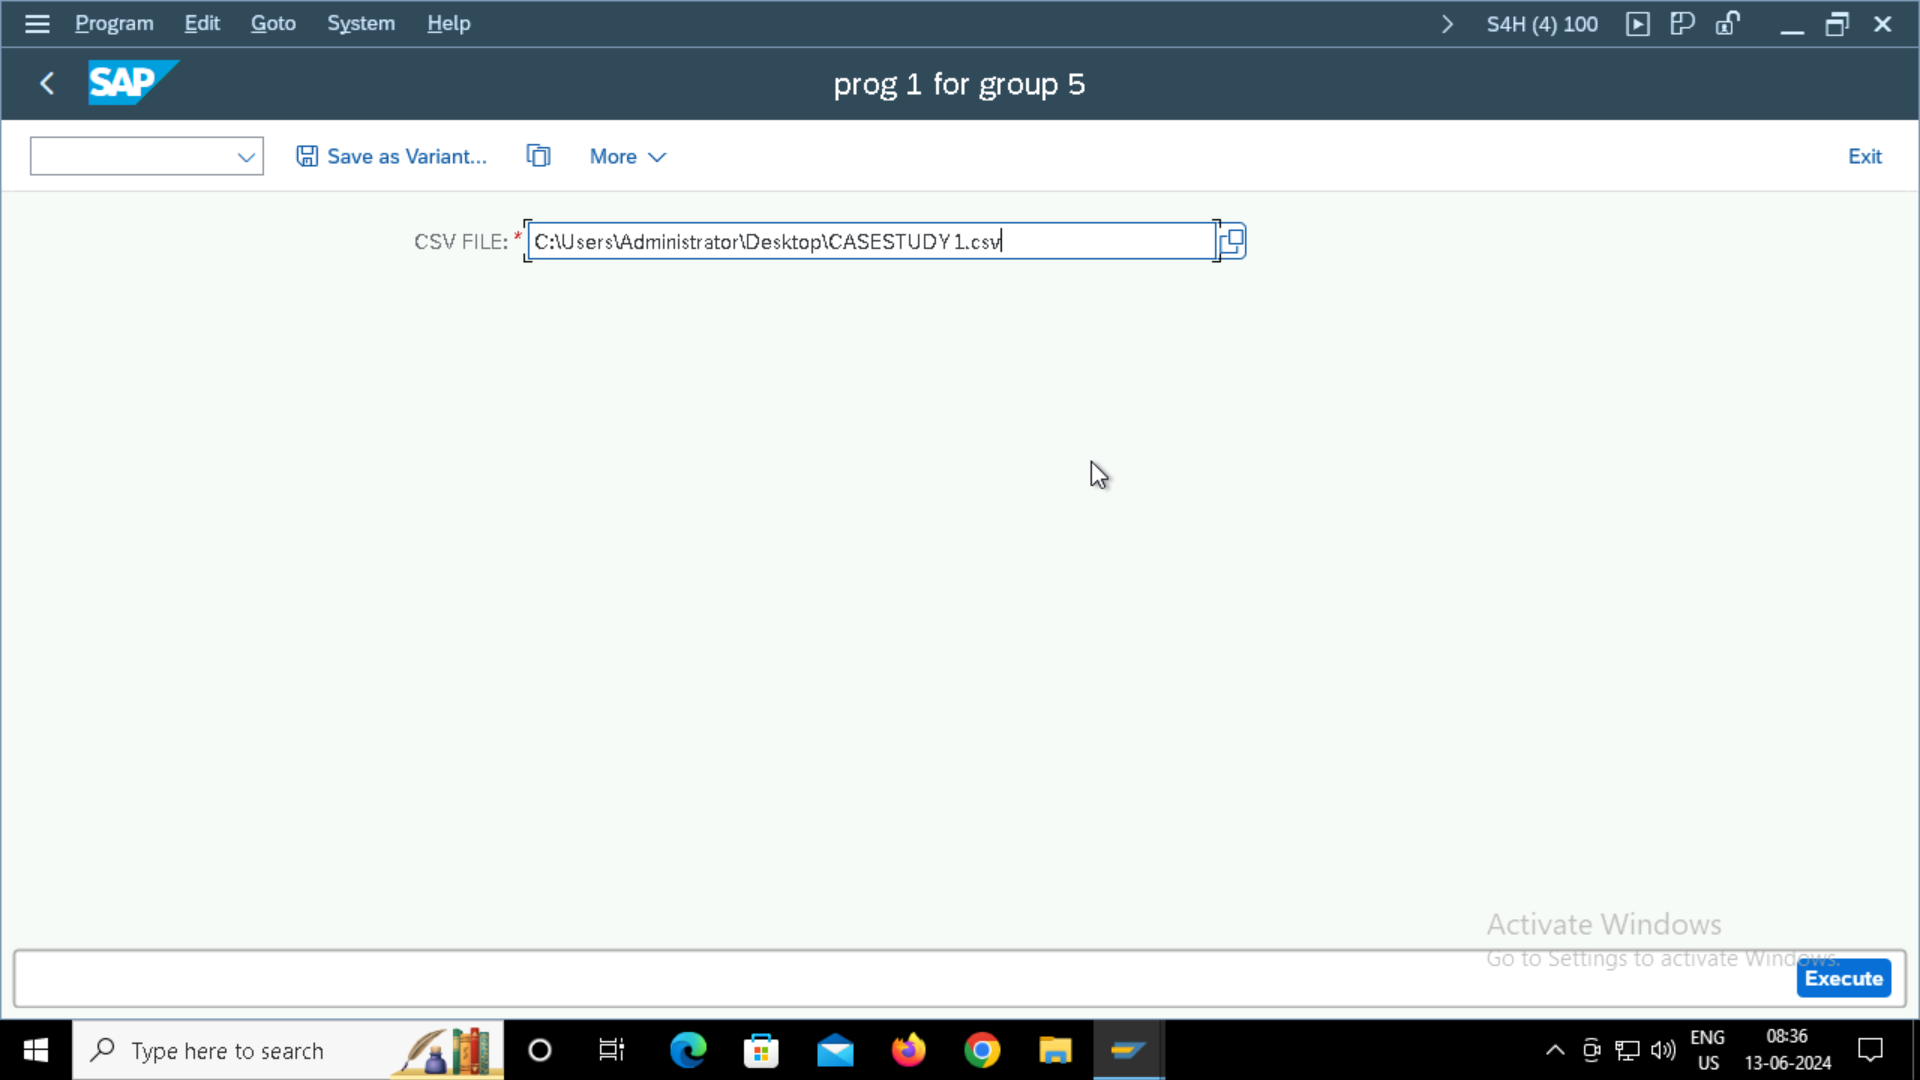 Program Edit Goto System Help S4H (4) 100
SAP prog 1 for group 5
Save as Variant... More Exit
CSV FILE: * C:\Users\Administrator\Desktop\CASESTUDY1.csv
Activate Windows
Go to Settings to activate Windows.
Execute
Type here to search
ENG 08:36
US 13-06-2024